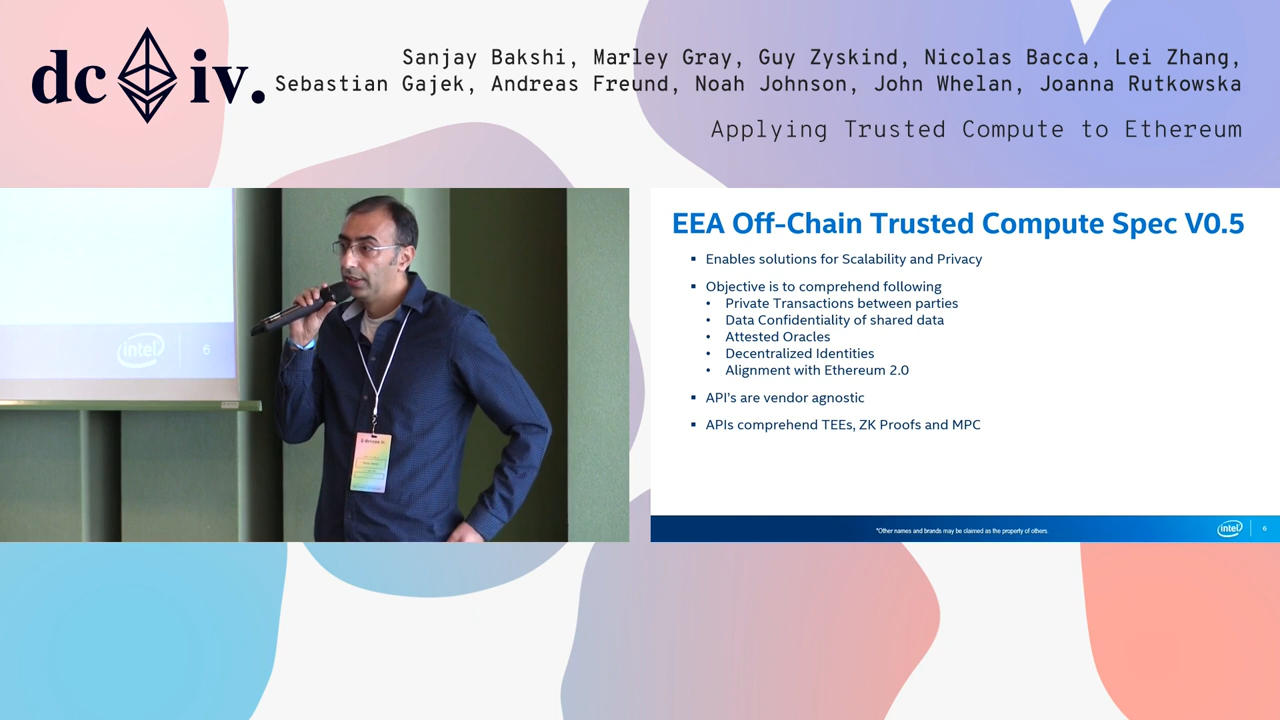 dc iv.
Sanjay Bakshi, Marley Gray, Guy Zyskind, Nicolas Bacca, Lei Zhang,
Sebastian Gajek, Andreas Freund, Noah Johnson, John Whelan, Joanna Rutkowska
Applying Trusted Compute to Ethereum
intel 6
EEA Off-Chain Trusted Compute Spec V0.5
▪ Enables solutions for Scalability and Privacy
▪ Objective is to comprehend following
• Private Transactions between parties
• Data Confidentiality of shared data
• Attested Oracles
• Decentralized Identities
• Alignment with Ethereum 2.0
▪ API's are vendor agnostic
▪ APIs comprehend TEEs, ZK Proofs and MPC
*Other names and brands may be claimed as the property of others.
intel 6